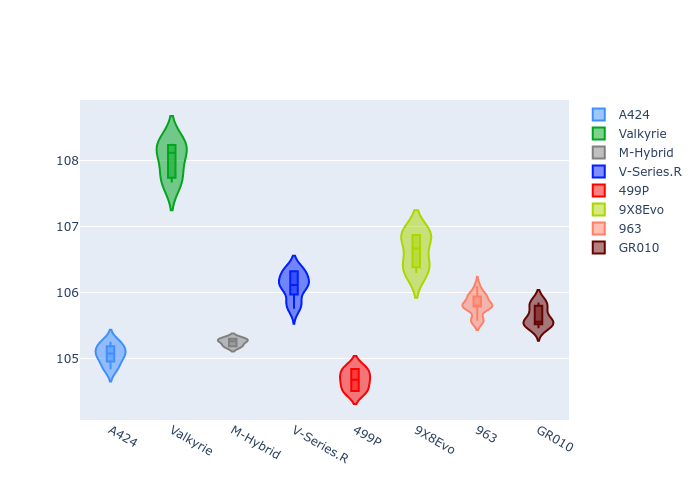 108
107
106
105
A424
Valkyrie
M-Hybrid
V-Series.R
499P
9X8Evo
963
GR010
A424
Valkyrie
M-Hybrid
V-Series.R
499P
9X8Evo
963
GR010